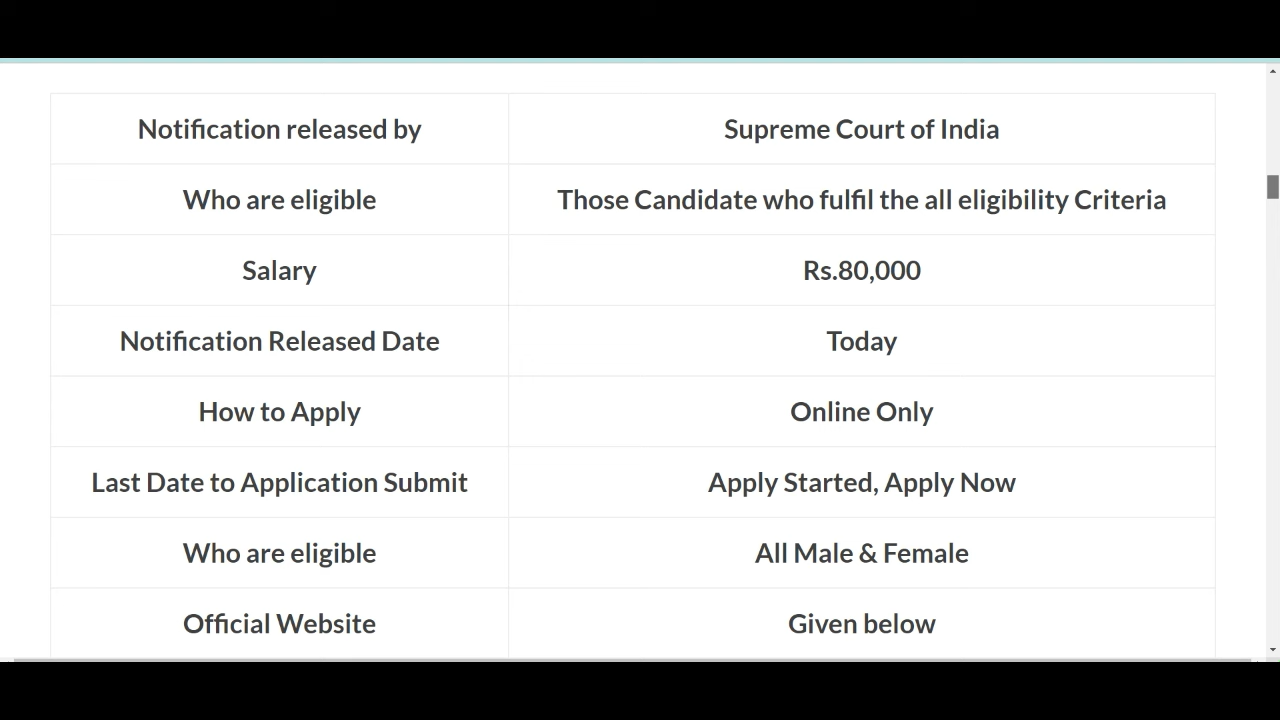 Notification released by Supreme Court of India
Who are eligible Those Candidate who fulfil the all eligibility Criteria
Salary Rs.80,000
Notification Released Date Today
How to Apply Online Only
Last Date to Application Submit Apply Started, Apply Now
Who are eligible All Male & Female
Official Website Given below